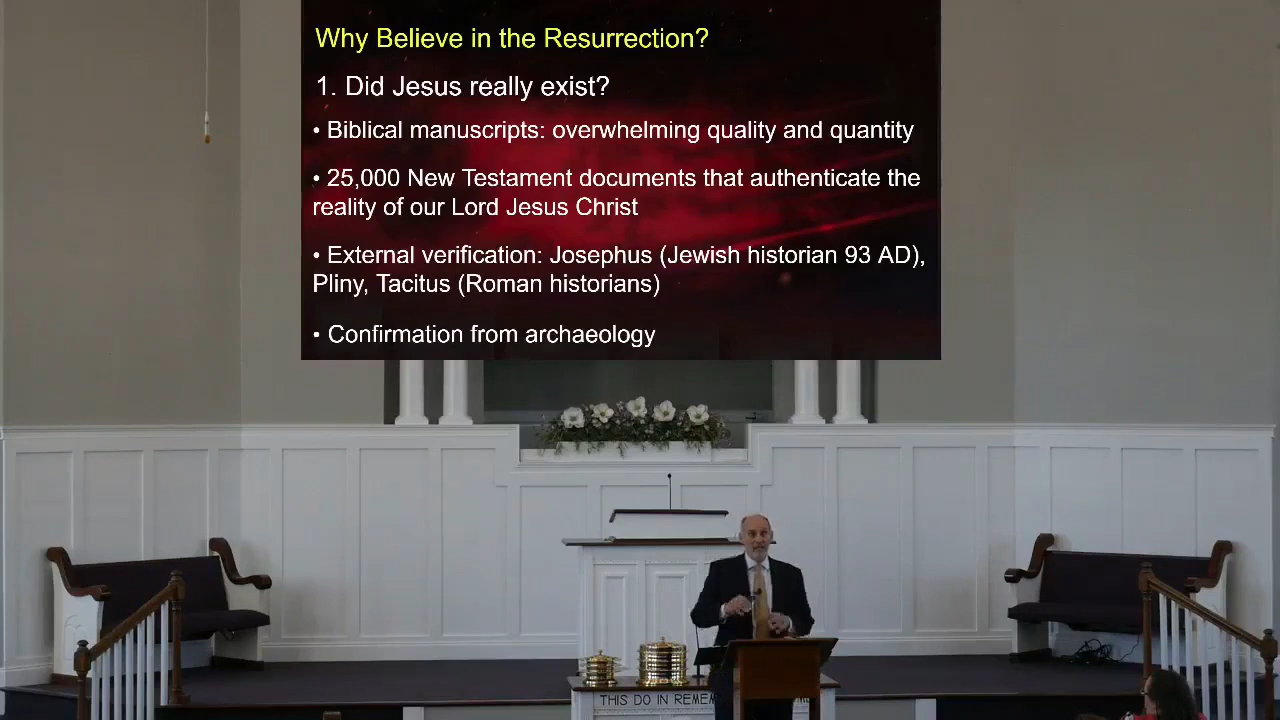 Why Believe in the Resurrection?
1. Did Jesus really exist?
• Biblical manuscripts: overwhelming quality and quantity
• 25,000 New Testament documents that authenticate the
reality of our Lord Jesus Christ
• External verification: Josephus (Jewish historian 93 AD),
Pliny, Tacitus (Roman historians)
• Confirmation from archaeology
THIS DO IN REMEM